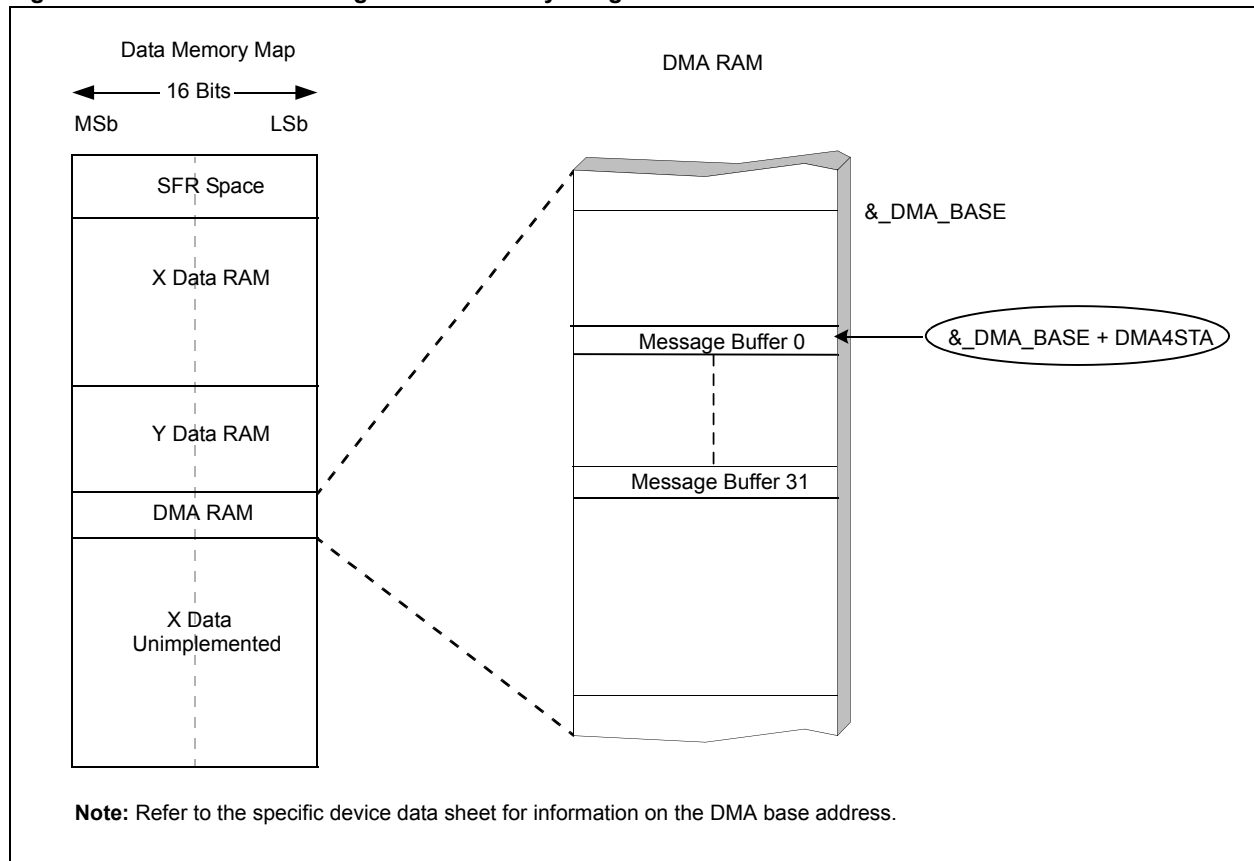 Data Memory Map
16 Bits
MSb LSb
SFR Space
X Data RAM
Y Data RAM
DMA RAM
X Data
Unimplemented
DMA RAM
&_DMA_BASE
Message Buffer 0
&_DMA_BASE + DMA4STA
Message Buffer 31
Note: Refer to the specific device data sheet for information on the DMA base address.